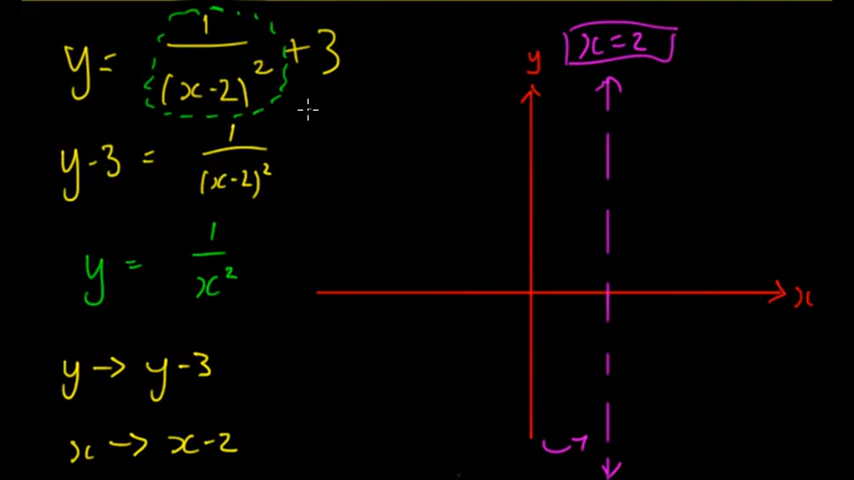 y = 1/(x-2)² + 3
y-3 = 1/(x-2)²
y = 1/x²
y → y-3
x → x-2
x=2
y
x